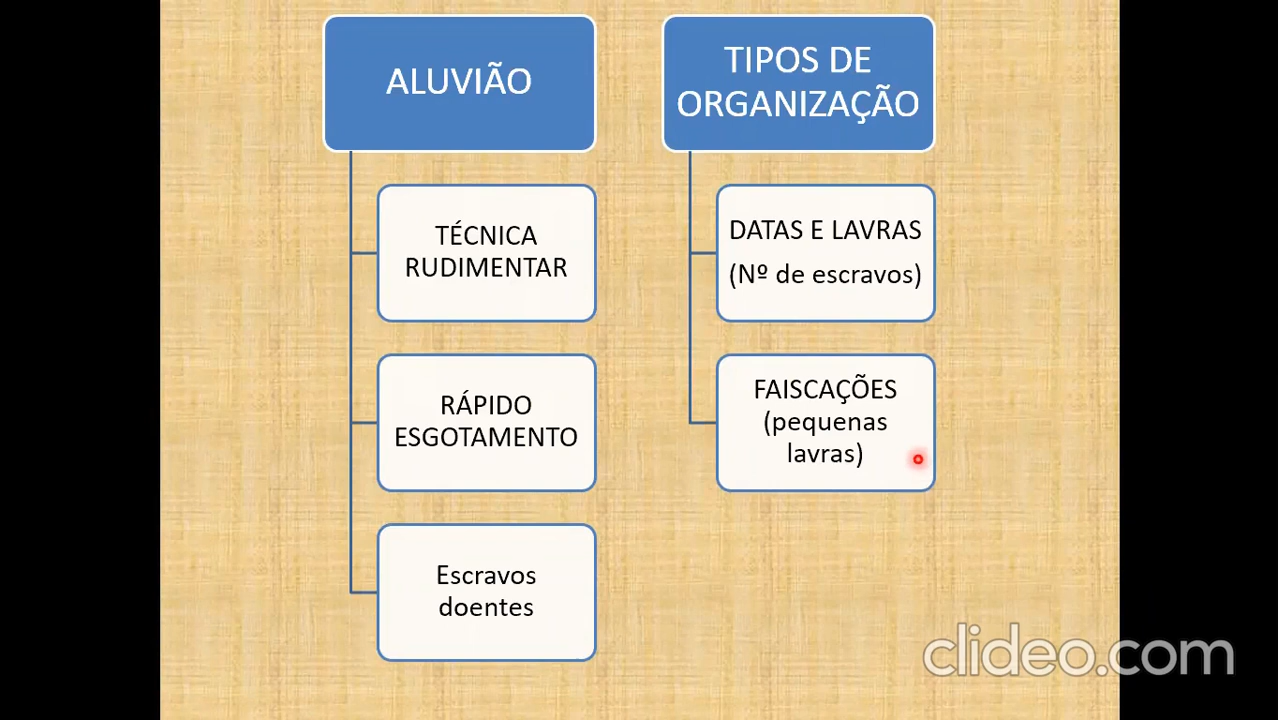 ALUVIÃO
TÉCNICA
RUDIMENTAR
RÁPIDO
ESGOTAMENTO
Escravos
doentes
TIPOS DE
ORGANIZAÇÃO
DATAS E LAVRAS
(Nº de escravos)
FAISCAÇÕES
(pequenas
lavras)
clideo.com